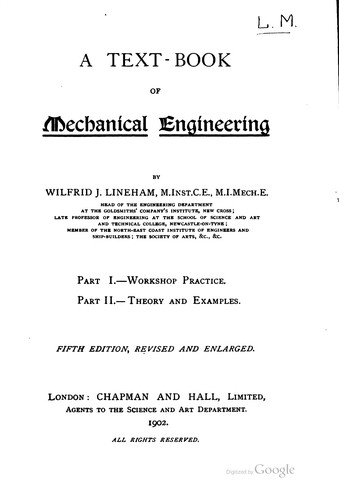 L. M.
A TEXT-BOOK
OF
Mechanical Engineering
BY
WILFRID J. LINEHAM, M.INST.C.E., M.I.MECH.E.
HEAD OF THE ENGINEERING DEPARTMENT
AT THE GOLDSMITHS' COMPANY'S INSTITUTE, NEW CROSS;
LATE PROFESSOR OF ENGINEERING AT THE SCHOOL OF SCIENCE AND ART
AND TECHNICAL COLLEGE, NEWCASTLE-ON-TYNE;
MEMBER OF THE NORTH-EAST COAST INSTITUTE OF ENGINEERS AND
SHIP-BUILDERS; THE SOCIETY OF ARTS, &c., &c.
PART I.—WORKSHOP PRACTICE.
PART II.—THEORY AND EXAMPLES.
FIFTH EDITION, REVISED AND ENLARGED.
LONDON: CHAPMAN AND HALL, LIMITED,
AGENTS TO THE SCIENCE AND ART DEPARTMENT.
1902.
ALL RIGHTS RESERVED.
Digitized by Google